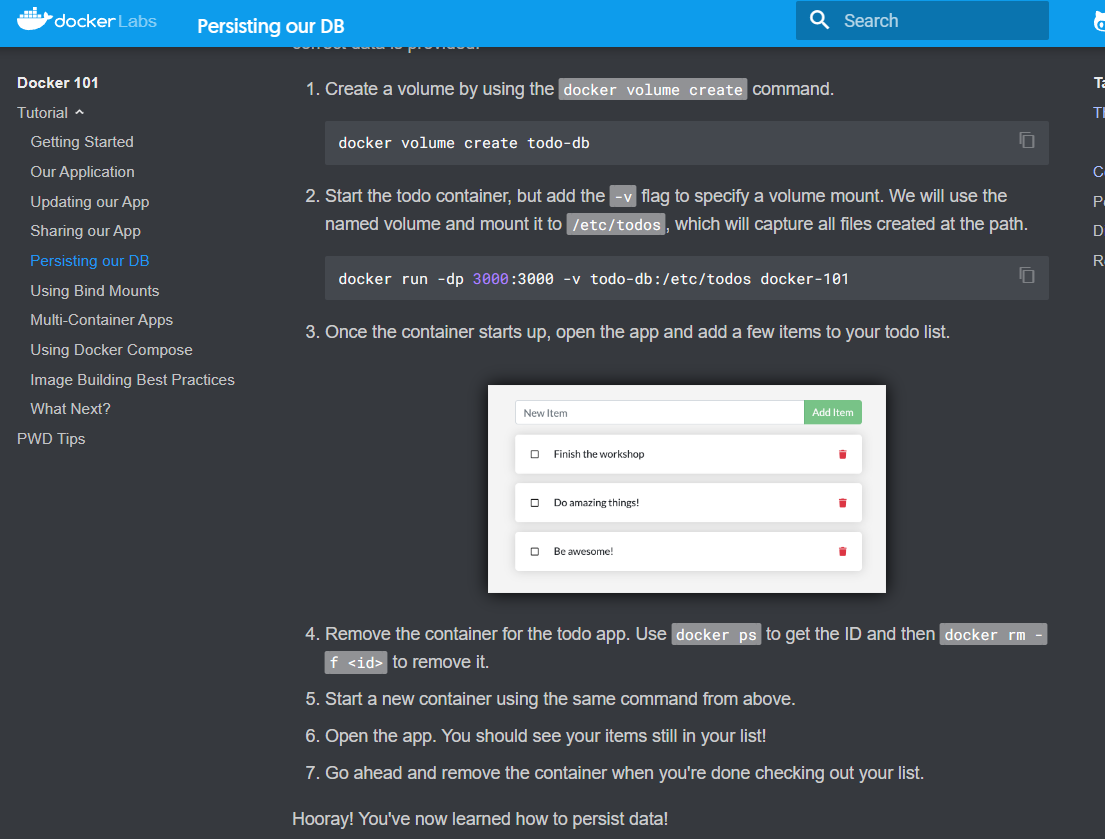 docker Labs
Persisting our DB
Search
Docker 101
Tutorial
Getting Started
Our Application
Updating our App
Sharing our App
Persisting our DB
Using Bind Mounts
Multi-Container Apps
Using Docker Compose
Image Building Best Practices
What Next?
PWD Tips
correct data is provided.
1. Create a volume by using the docker volume create command.
docker volume create todo-db
2. Start the todo container, but add the -v flag to specify a volume mount. We will use the
named volume and mount it to /etc/todos, which will capture all files created at the path.
docker run -dp 3000:3000 -v todo-db:/etc/todos docker-101
3. Once the container starts up, open the app and add a few items to your todo list.
New Item
Add Item
Finish the workshop
Do amazing things!
Be awesome!
4. Remove the container for the todo app. Use docker ps to get the ID and then docker rm -
f <id> to remove it.
5. Start a new container using the same command from above.
6. Open the app. You should see your items still in your list!
7. Go ahead and remove the container when you're done checking out your list.
Hooray! You've now learned how to persist data!